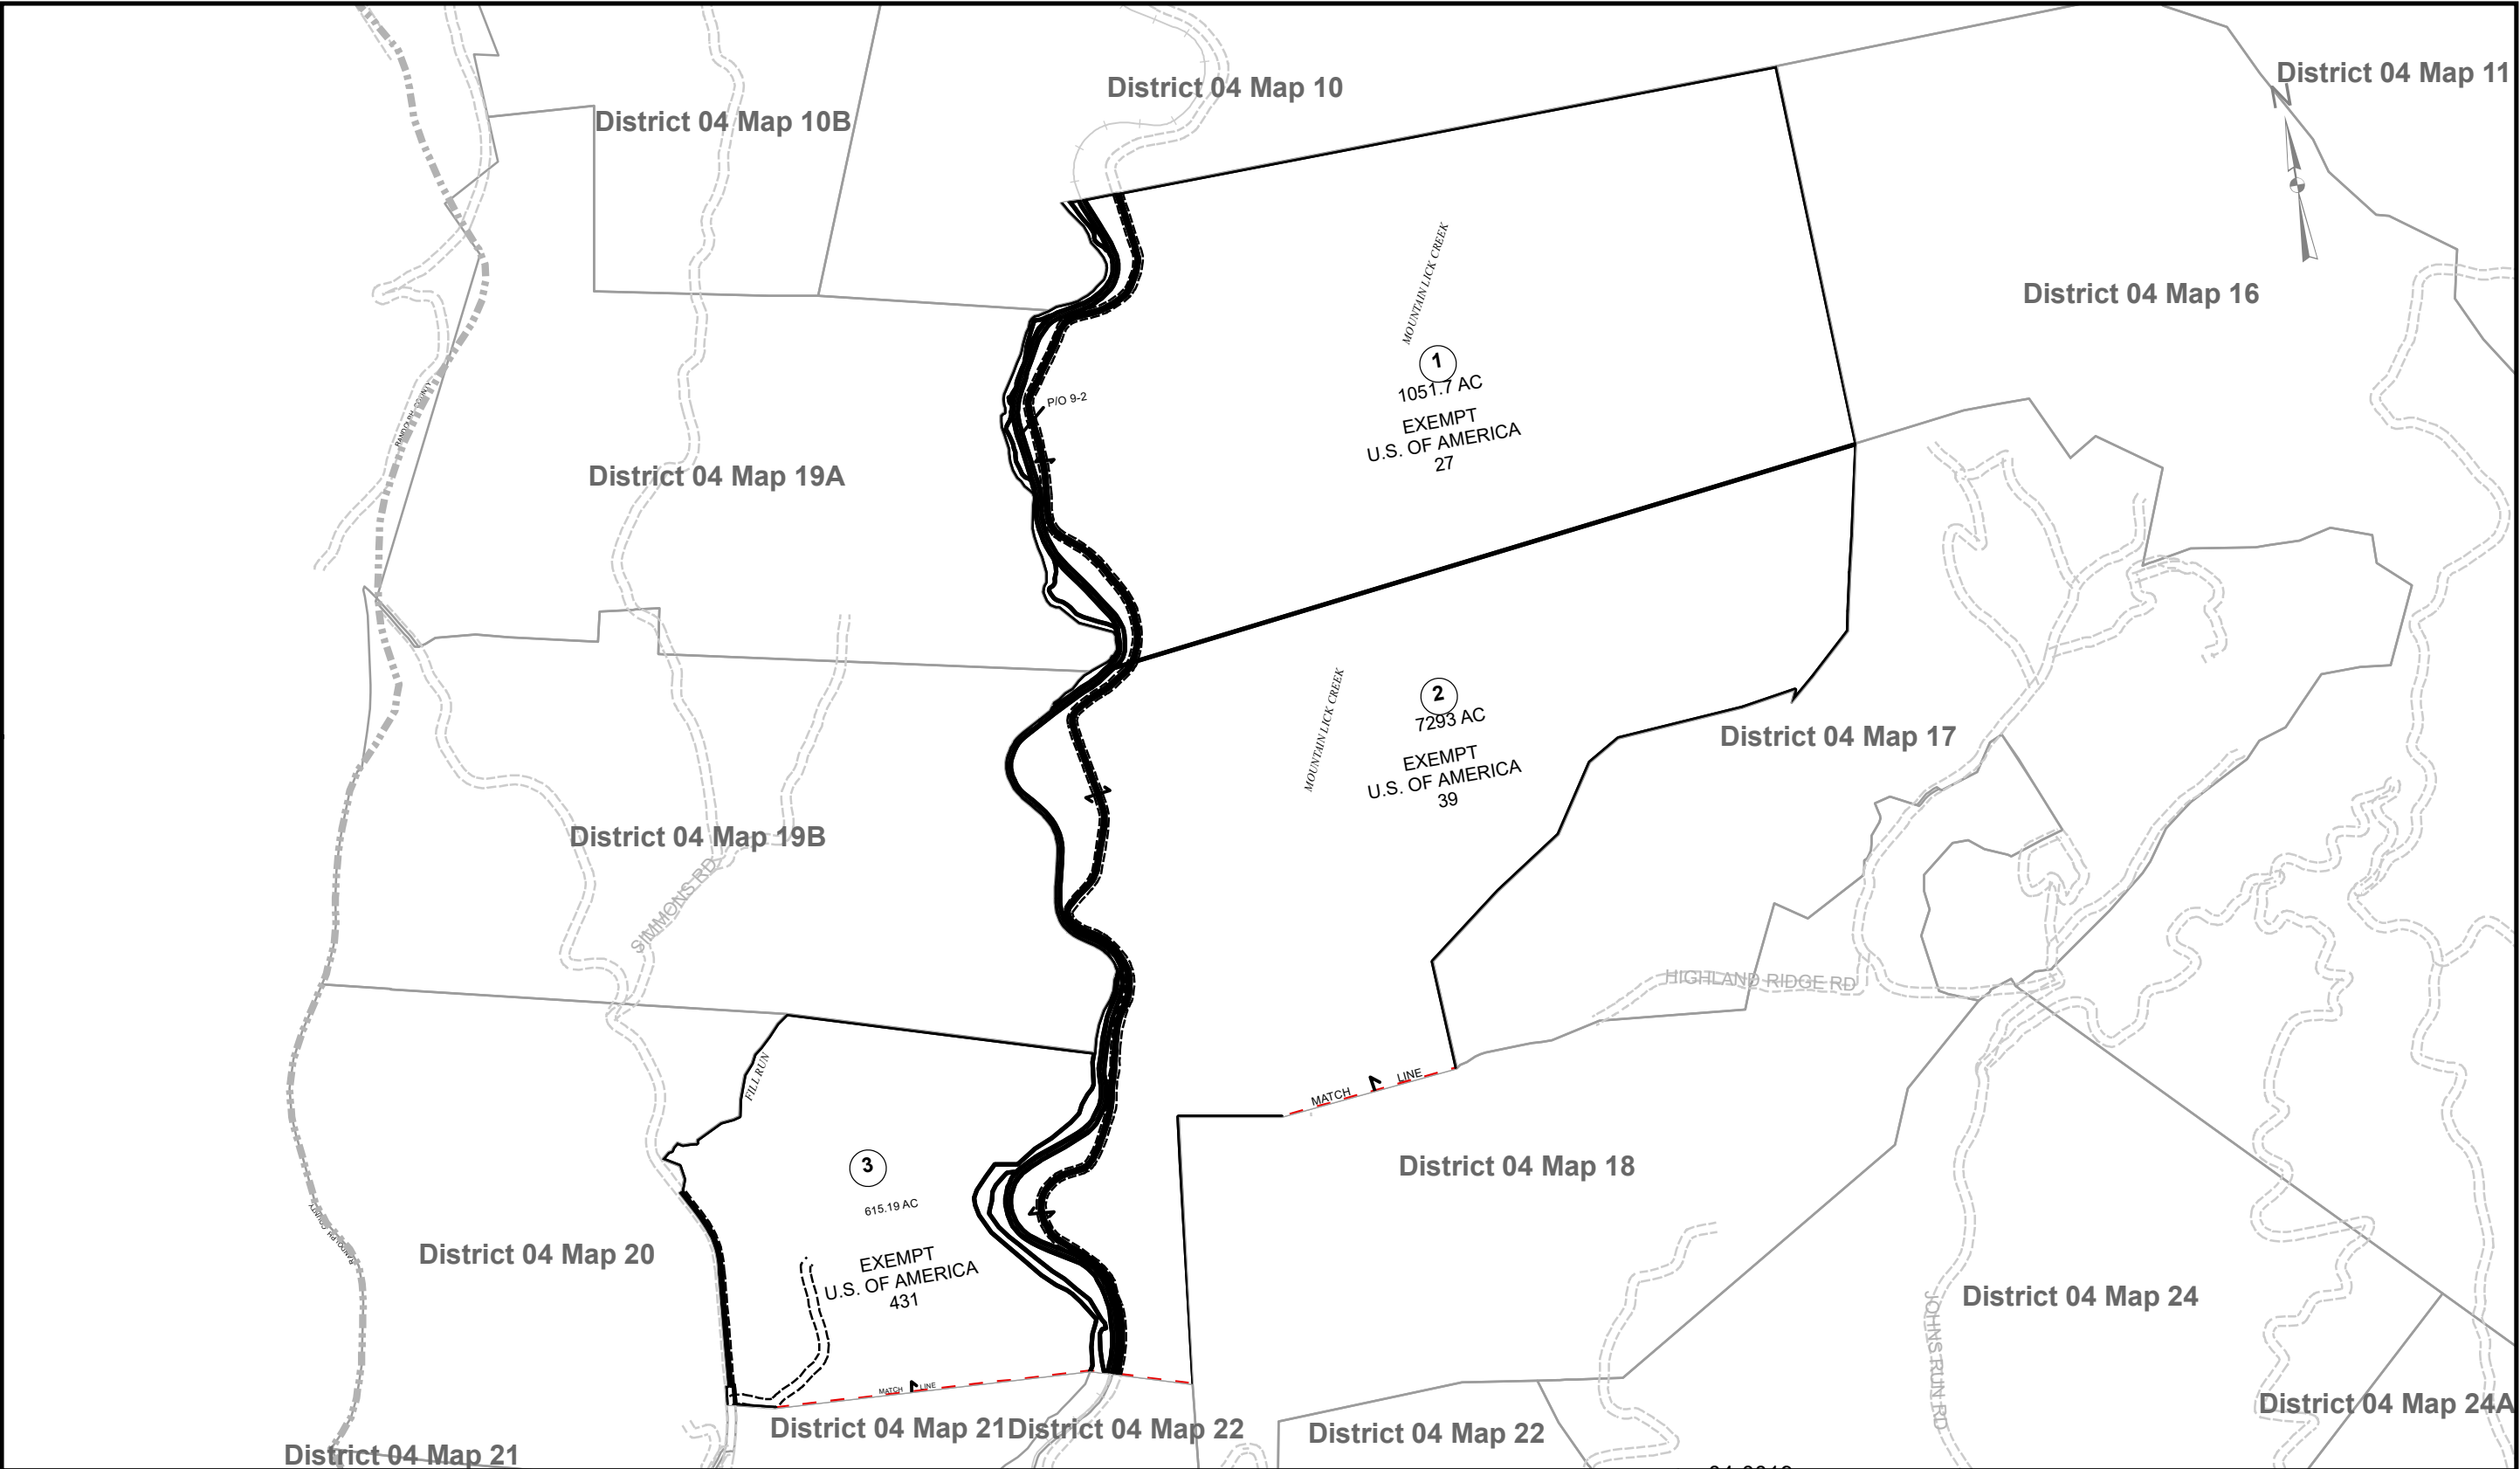 District 04 Map 11
N
District 04 Map 10
District 04 Map 10B
District 04 Map 16
MOUNTAIN LICK CREEK
1
1051.7 AC
EXEMPT
U.S. OF AMERICA
27
P/O 9-2
RANDOLPH COUNTY
District 04 Map 19A
MOUNTAIN LICK CREEK
2
7293 AC
EXEMPT
U.S. OF AMERICA
39
District 04 Map 17
District 04 Map 19B
SIMMONS RD
HIGHLAND RIDGE RD
FILL RUN
MATCH LINE
3
615.19 AC
EXEMPT
U.S. OF AMERICA
431
District 04 Map 18
RANDOLPH COUNTY
District 04 Map 20
District 04 Map 24
JOHNS RUN RD
MATCH LINE
District 04 Map 24A
District 04 Map 21
District 04 Map 22
District 04 Map 22
District 04 Map 21